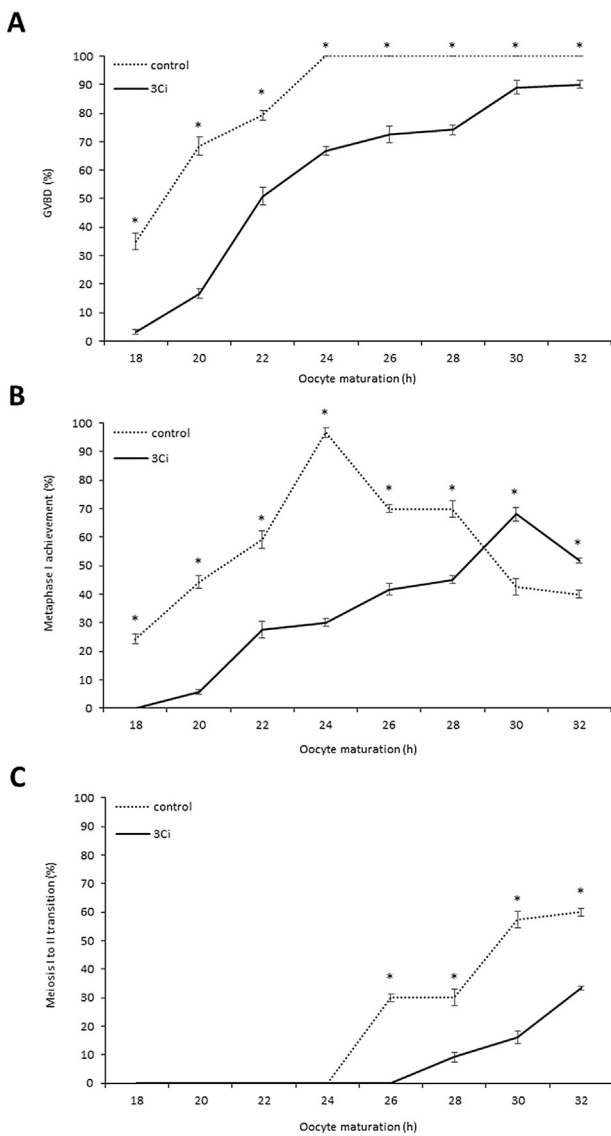 A
* * * * * * * *
control
3Ci
100
90
80
70
60
50
40
30
20
10
0
GVBD (%)
18 20 22 24 26 28 30 32
Oocyte maturation (h)
B
* * * * * * * *
control
3Ci
100
90
80
70
60
50
40
30
20
10
0
Metaphase I achievement (%)
18 20 22 24 26 28 30 32
Oocyte maturation (h)
C
* * * *
control
3Ci
100
90
80
70
60
50
40
30
20
10
0
Meiosis I to II transition (%)
18 20 22 24 26 28 30 32
Oocyte maturation (h)